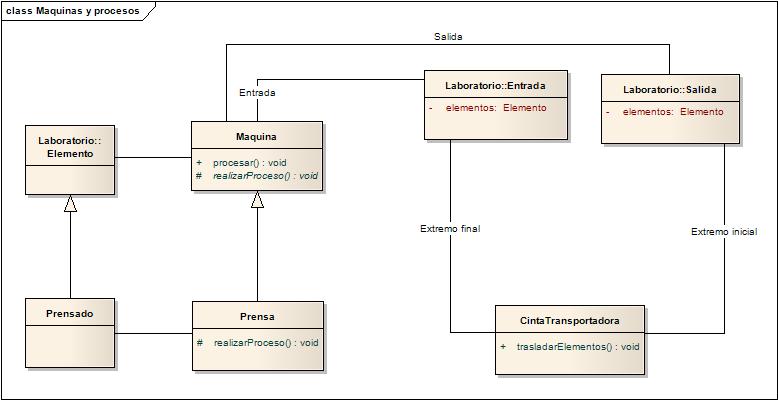 class Maquinas y procesos
Salida
Entrada
Laboratorio::Entrada
- elementos: Elemento
Laboratorio::Salida
- elementos: Elemento
Laboratorio::
Elemento
Maquina
+ procesar() : void
# realizarProceso() : void
Extremo final
Extremo inicial
Prensado
Prensa
# realizarProceso() : void
CintaTransportadora
+ trasladarElementos() : void